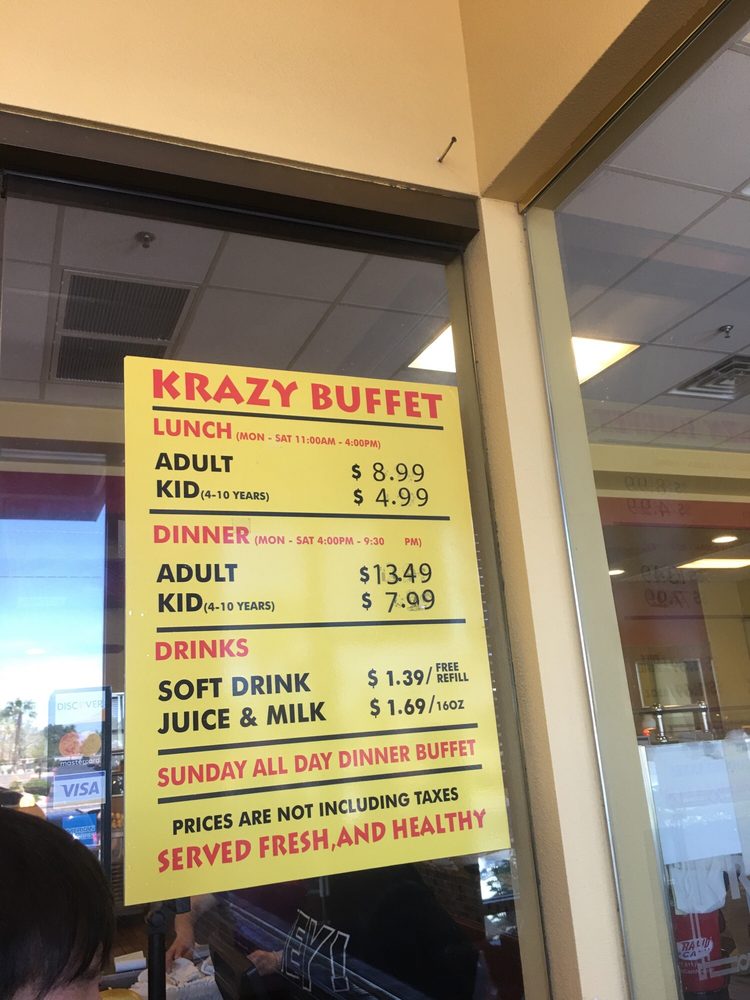 KRAZY BUFFET
LUNCH (MON - SAT 11:00AM - 4:00PM)
ADULT $ 8.99
KID (4-10 YEARS) $ 4.99
DINNER (MON - SAT 4:00PM - 9:30 PM)
ADULT $13.49
KID (4-10 YEARS) $ 7.99
DRINKS
SOFT DRINK $ 1.39/ FREE REFILL
JUICE & MILK $ 1.69/16OZ
SUNDAY ALL DAY DINNER BUFFET
PRICES ARE NOT INCLUDING TAXES
SERVED FRESH,AND HEALTHY
DISCOVER
mastercard
VISA
EY!